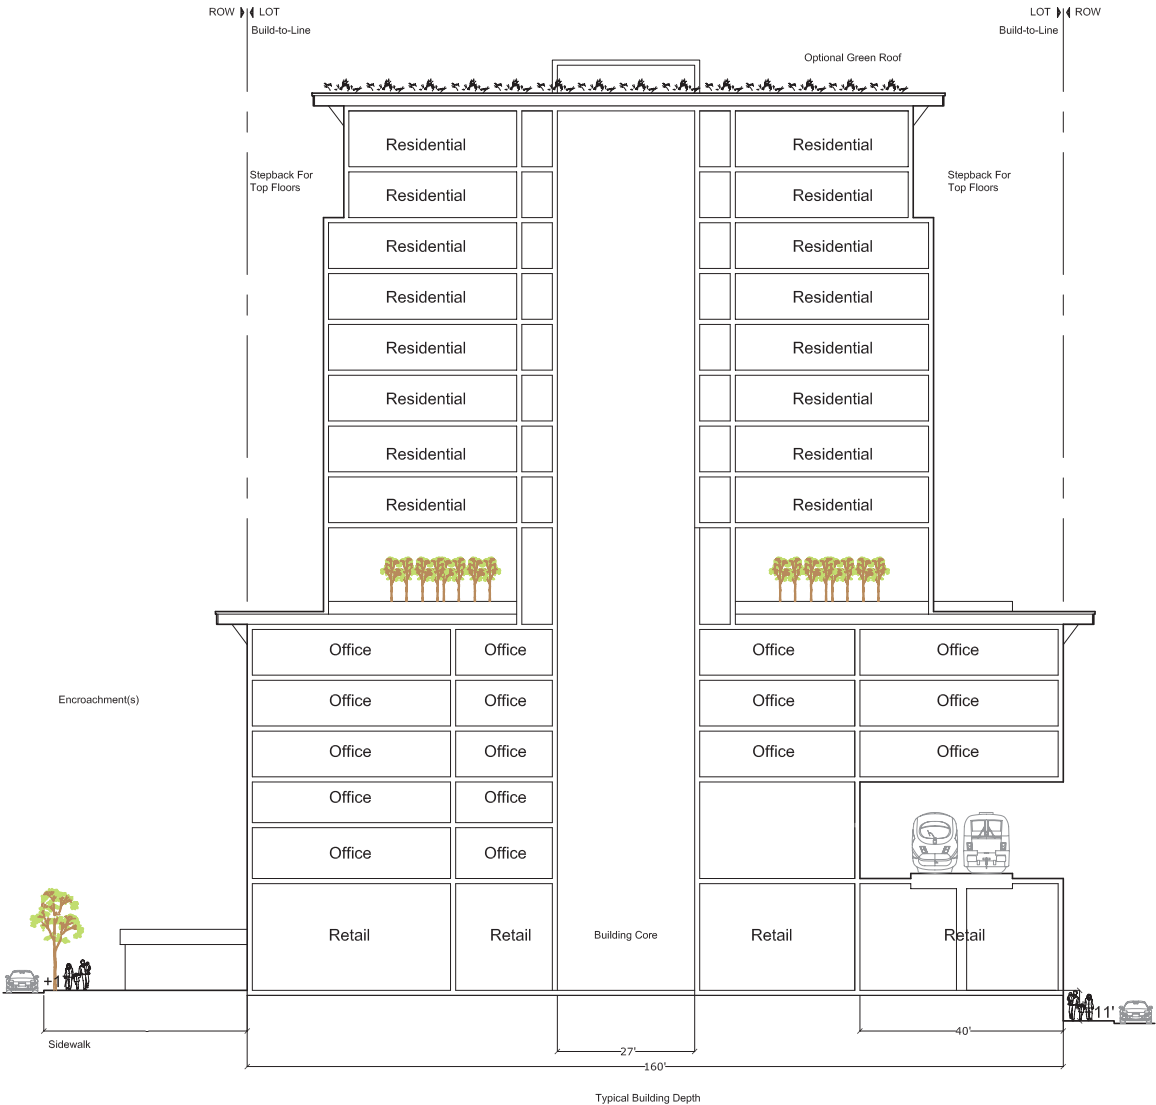 ROW LOT
LOT ROW
Build-to-Line
Build-to-Line
Optional Green Roof
Residential
Residential
Stepback For
Top Floors
Stepback For
Top Floors
Residential
Residential
Residential
Residential
Residential
Residential
Residential
Residential
Residential
Residential
Residential
Residential
Residential
Residential
Office
Office
Office
Office
Encroachment(s)
Office
Office
Office
Office
Office
Office
Office
Office
Office
Office
Office
Office
Retail
Retail
Building Core
Retail
Retail
+1
11'
Sidewalk
40'
27'
160'
Typical Building Depth